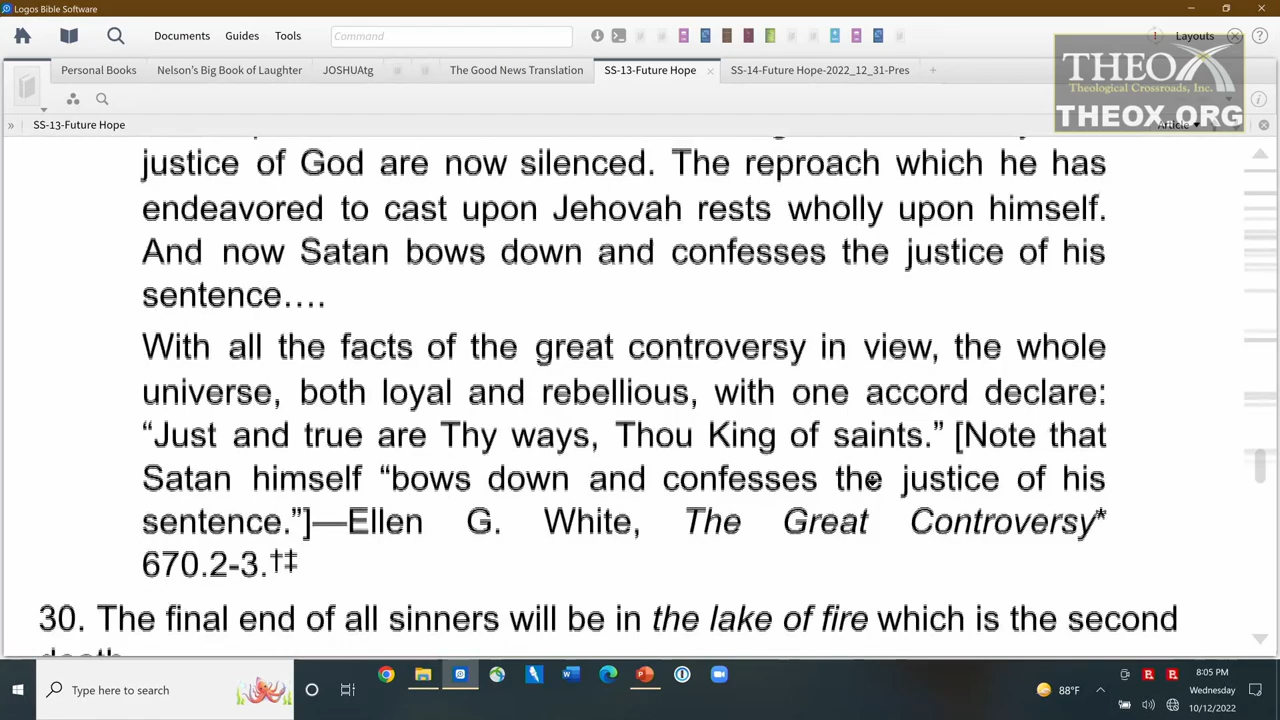 Logos Bible Software
Documents Guides Tools Command Layouts
Personal Books Nelson's Big Book of Laughter JOSHUAtg The Good News Translation SS-13-Future Hope SS-14-Future Hope-2022_12_31-Pres
THEOX
Theological Crossroads, Inc.
THEOX.ORG
SS-13-Future Hope Article
justice of God are now silenced. The reproach which he has
endeavored to cast upon Jehovah rests wholly upon himself.
And now Satan bows down and confesses the justice of his
sentence….
With all the facts of the great controversy in view, the whole
universe, both loyal and rebellious, with one accord declare:
“Just and true are Thy ways, Thou King of saints.” [Note that
Satan himself “bows down and confesses the justice of his
sentence.”]—Ellen G. White, The Great Controversy*
670.2-3.†‡
30. The final end of all sinners will be in the lake of fire which is the second
death
Type here to search
88°F
8:05 PM
Wednesday
10/12/2022